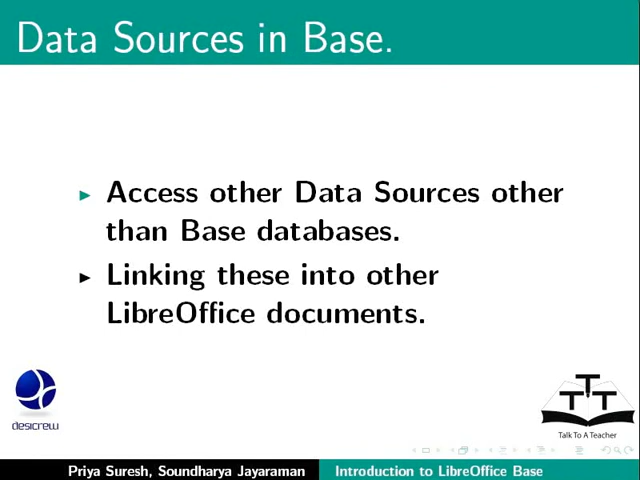 Data Sources in Base.
Access other Data Sources other
than Base databases.
Linking these into other
LibreOffice documents.
desicrew
TTT
Talk To A Teacher
Priya Suresh, Soundharya Jayaraman
Introduction to LibreOffice Base